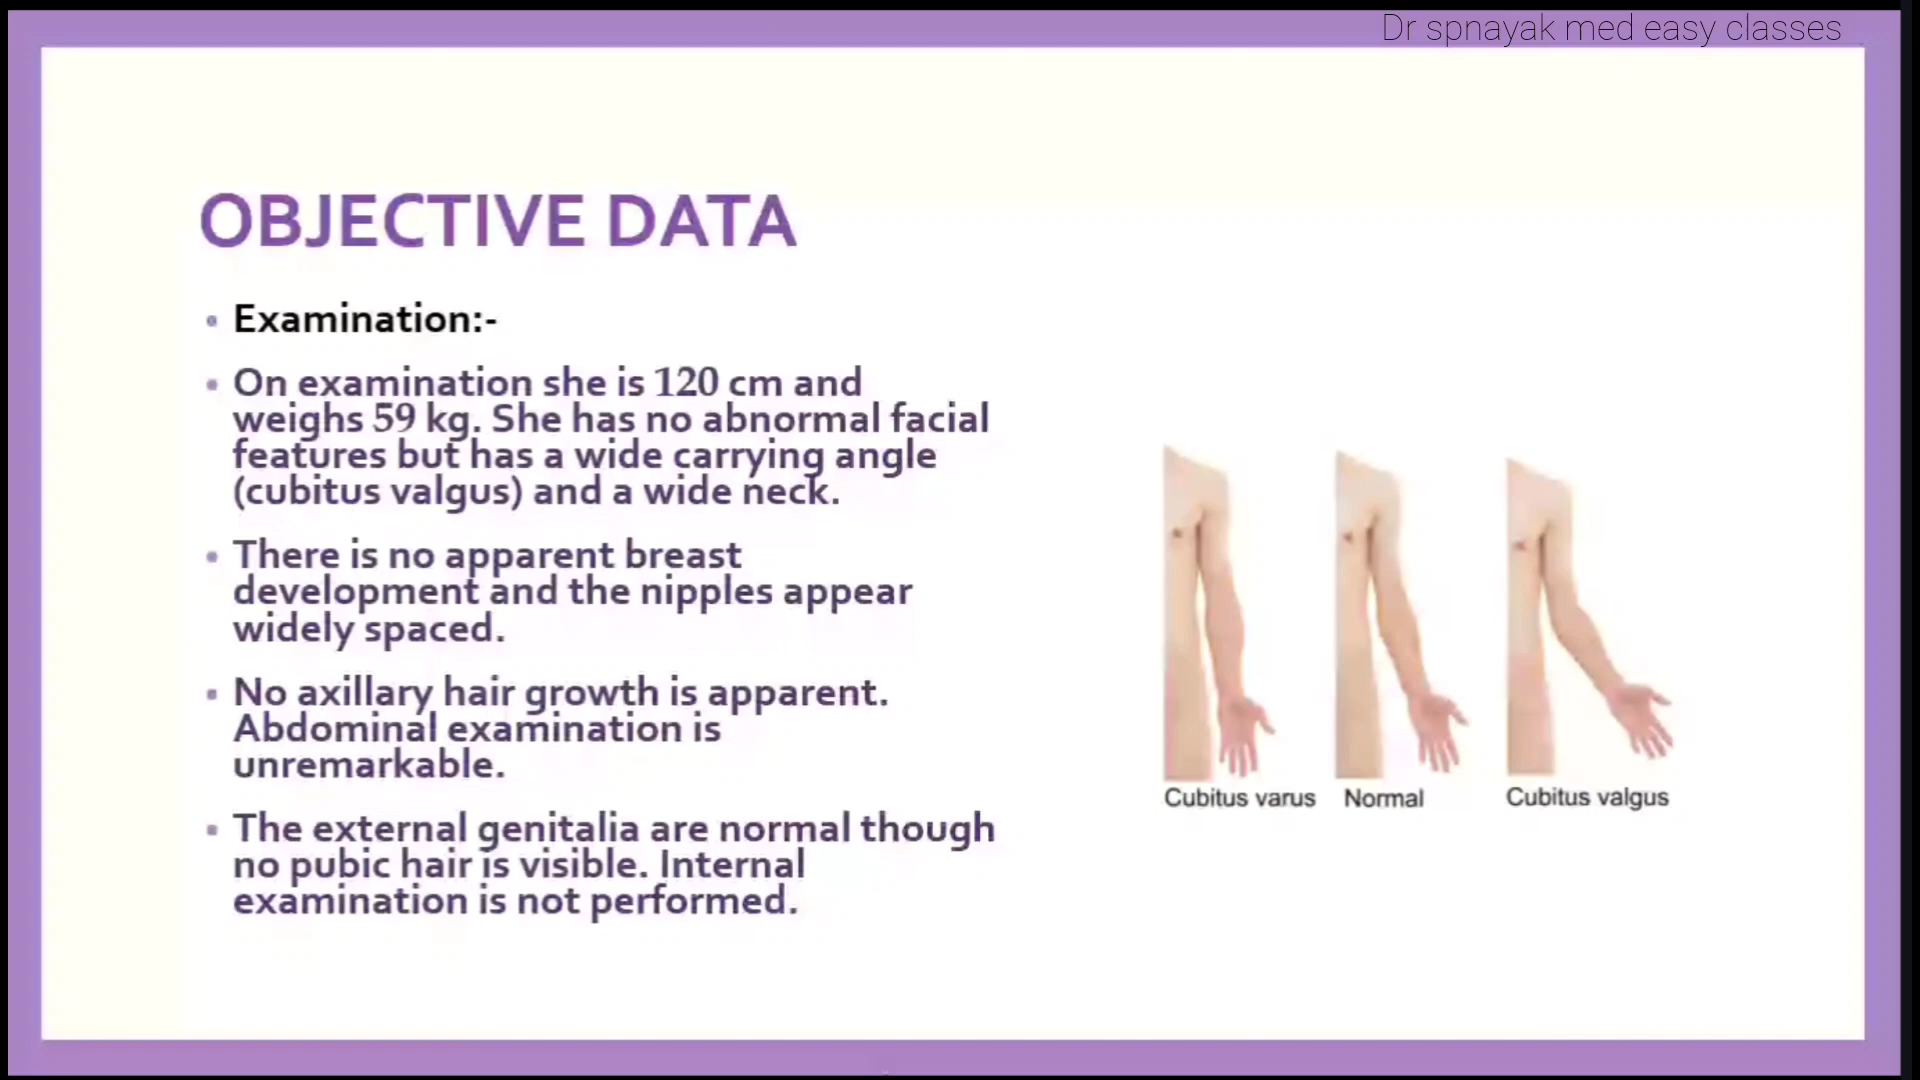 Dr spnayak med easy classes
OBJECTIVE DATA
• Examination:-
• On examination she is 120 cm and
weighs 59 kg. She has no abnormal facial
features but has a wide carrying angle
(cubitus valgus) and a wide neck.
• There is no apparent breast
development and the nipples appear
widely spaced.
• No axillary hair growth is apparent.
Abdominal examination is
unremarkable.
• The external genitalia are normal though
no pubic hair is visible. Internal
examination is not performed.
Cubitus varus
Normal
Cubitus valgus